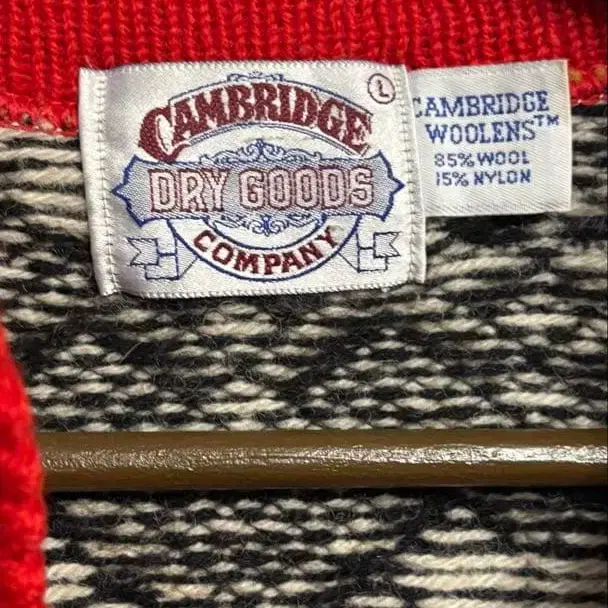 CAMBRIDGE
DRY GOODS
COMPANY
L
CAMBRIDGE
WOOLENS™
85% WOOL
15% NYLON